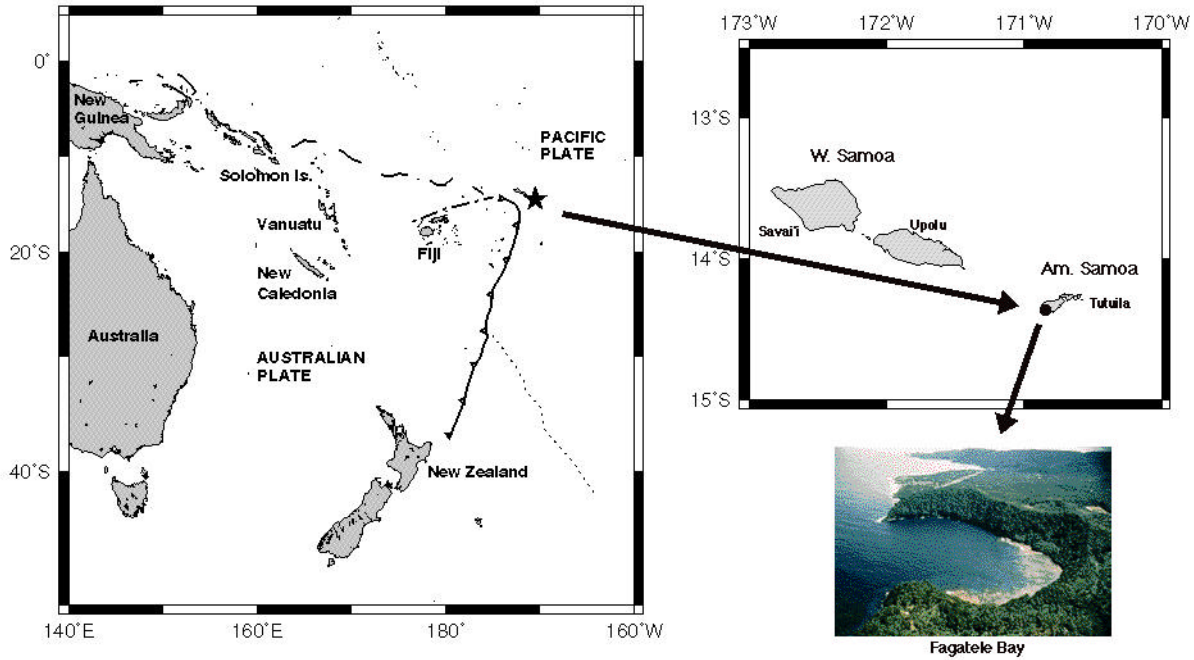 0°
20°S
40°S
140°E
160°E
180°
160°W
New
Guinea
Solomon Is.
PACIFIC
PLATE
Vanuatu
Fiji
New
Caledonia
Australia
AUSTRALIAN
PLATE
New Zealand
173°W
172°W
171°W
170°W
13°S
14°S
15°S
W. Samoa
Savai'i
Upolu
Am. Samoa
Tutuila
Fagatele Bay